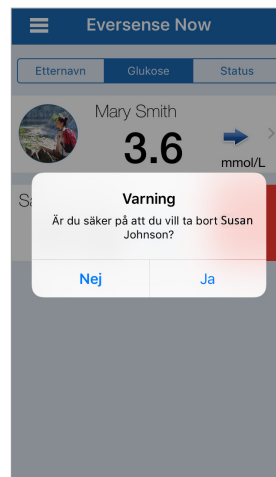 Eversense Now
Etternavn
Glukose
Status
Mary Smith
3.6
mmol/L
Varning
Är du säker på att du vill ta bort Susan
Johnson?
Nej
Ja